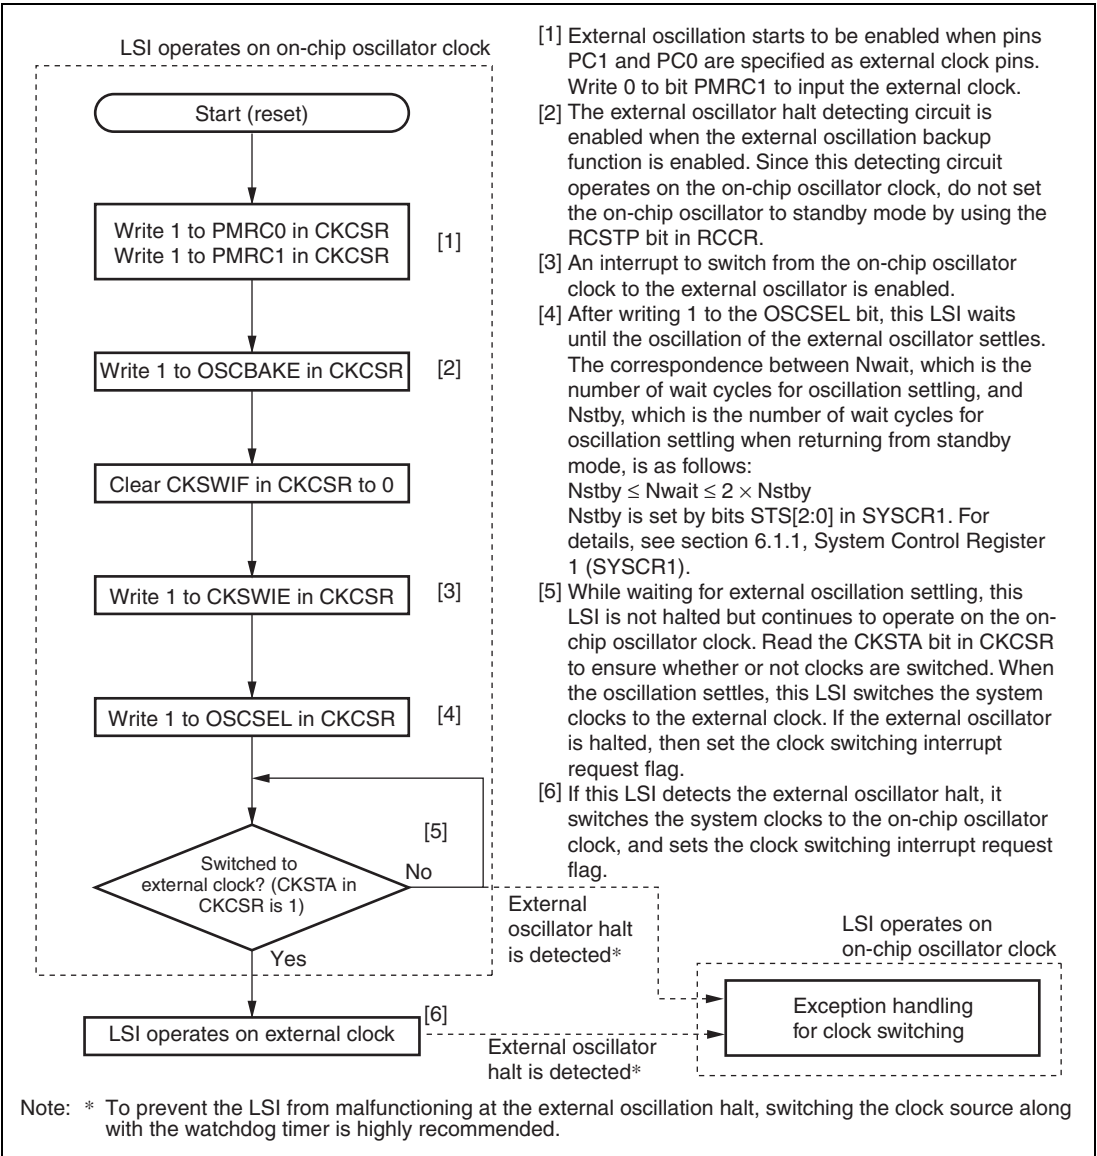 LSI operates on on-chip oscillator clock
Start (reset)
Write 1 to PMRC0 in CKCSR
Write 1 to PMRC1 in CKCSR
[1]
Write 1 to OSCBAKE in CKCSR
[2]
Clear CKSWIF in CKCSR to 0
Write 1 to CKSWIE in CKCSR
[3]
Write 1 to OSCSEL in CKCSR
[4]
[5]
Switched to
external clock? (CKSTA in
CKCSR is 1)
No
Yes
LSI operates on external clock
[6]
[1] External oscillation starts to be enabled when pins
PC1 and PC0 are specified as external clock pins.
Write 0 to bit PMRC1 to input the external clock.
[2] The external oscillator halt detecting circuit is
enabled when the external oscillation backup
function is enabled. Since this detecting circuit
operates on the on-chip oscillator clock, do not set
the on-chip oscillator to standby mode by using the
RCSTP bit in RCCR.
[3] An interrupt to switch from the on-chip oscillator
clock to the external oscillator is enabled.
[4] After writing 1 to the OSCSEL bit, this LSI waits
until the oscillation of the external oscillator settles.
The correspondence between Nwait, which is the
number of wait cycles for oscillation settling, and
Nstby, which is the number of wait cycles for
oscillation settling when returning from standby
mode, is as follows:
Nstby ≤ Nwait ≤ 2 × Nstby
Nstby is set by bits STS[2:0] in SYSCR1. For
details, see section 6.1.1, System Control Register
1 (SYSCR1).
[5] While waiting for external oscillation settling, this
LSI is not halted but continues to operate on the on-
chip oscillator clock. Read the CKSTA bit in CKCSR
to ensure whether or not clocks are switched. When
the oscillation settles, this LSI switches the system
clocks to the external clock. If the external oscillator
is halted, then set the clock switching interrupt
request flag.
[6] If this LSI detects the external oscillator halt, it
switches the system clocks to the on-chip oscillator
clock, and sets the clock switching interrupt request
flag.
External
oscillator halt
is detected*
LSI operates on
on-chip oscillator clock
Exception handling
for clock switching
External oscillator
halt is detected*
Note: * To prevent the LSI from malfunctioning at the external oscillation halt, switching the clock source along
with the watchdog timer is highly recommended.